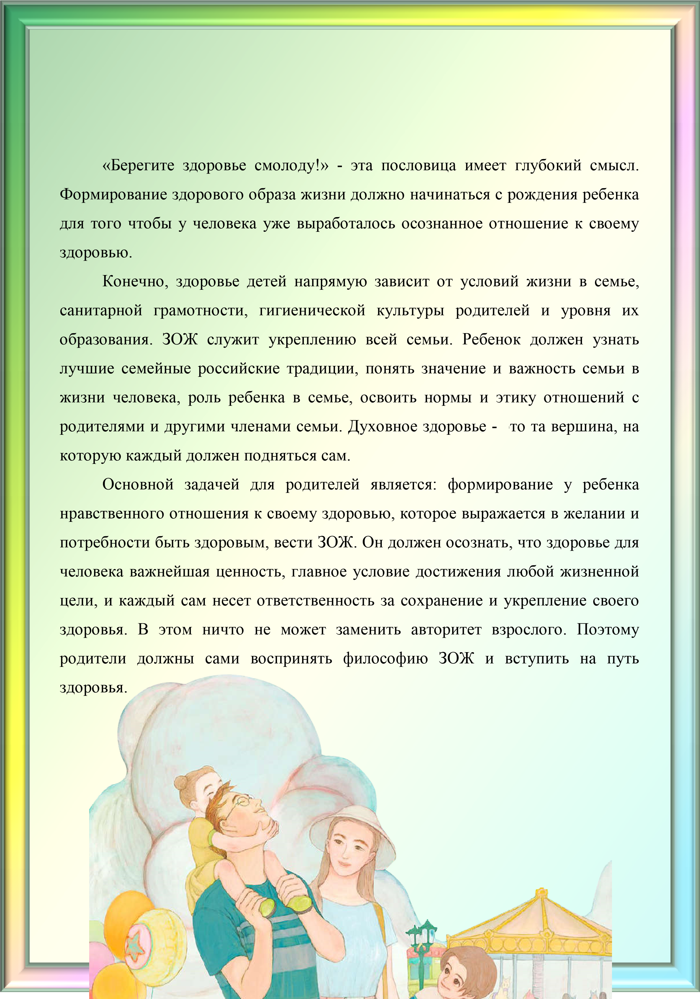 «Берегите здоровье смолоду!» - эта пословица имеет глубокий смысл.
Формирование здорового образа жизни должно начинаться с рождения ребенка
для того чтобы у человека уже выработалось осознанное отношение к своему
здоровью.
Конечно, здоровье детей напрямую зависит от условий жизни в семье,
санитарной грамотности, гигиенической культуры родителей и уровня их
образования. ЗОЖ служит укреплению всей семьи. Ребенок должен узнать
лучшие семейные российские традиции, понять значение и важность семьи в
жизни человека, роль ребенка в семье, освоить нормы и этику отношений с
родителями и другими членами семьи. Духовное здоровье - это та вершина, на
которую каждый должен подняться сам.
Основной задачей для родителей является: формирование у ребенка
нравственного отношения к своему здоровью, которое выражается в желании и
потребности быть здоровым, вести ЗОЖ. Он должен осознать, что здоровье для
человека важнейшая ценность, главное условие достижения любой жизненной
цели, и каждый сам несет ответственность за сохранение и укрепление своего
здоровья. В этом ничто не может заменить авторитет взрослого. Поэтому
родители должны сами воспринять философию ЗОЖ и вступить на путь
здоровья.